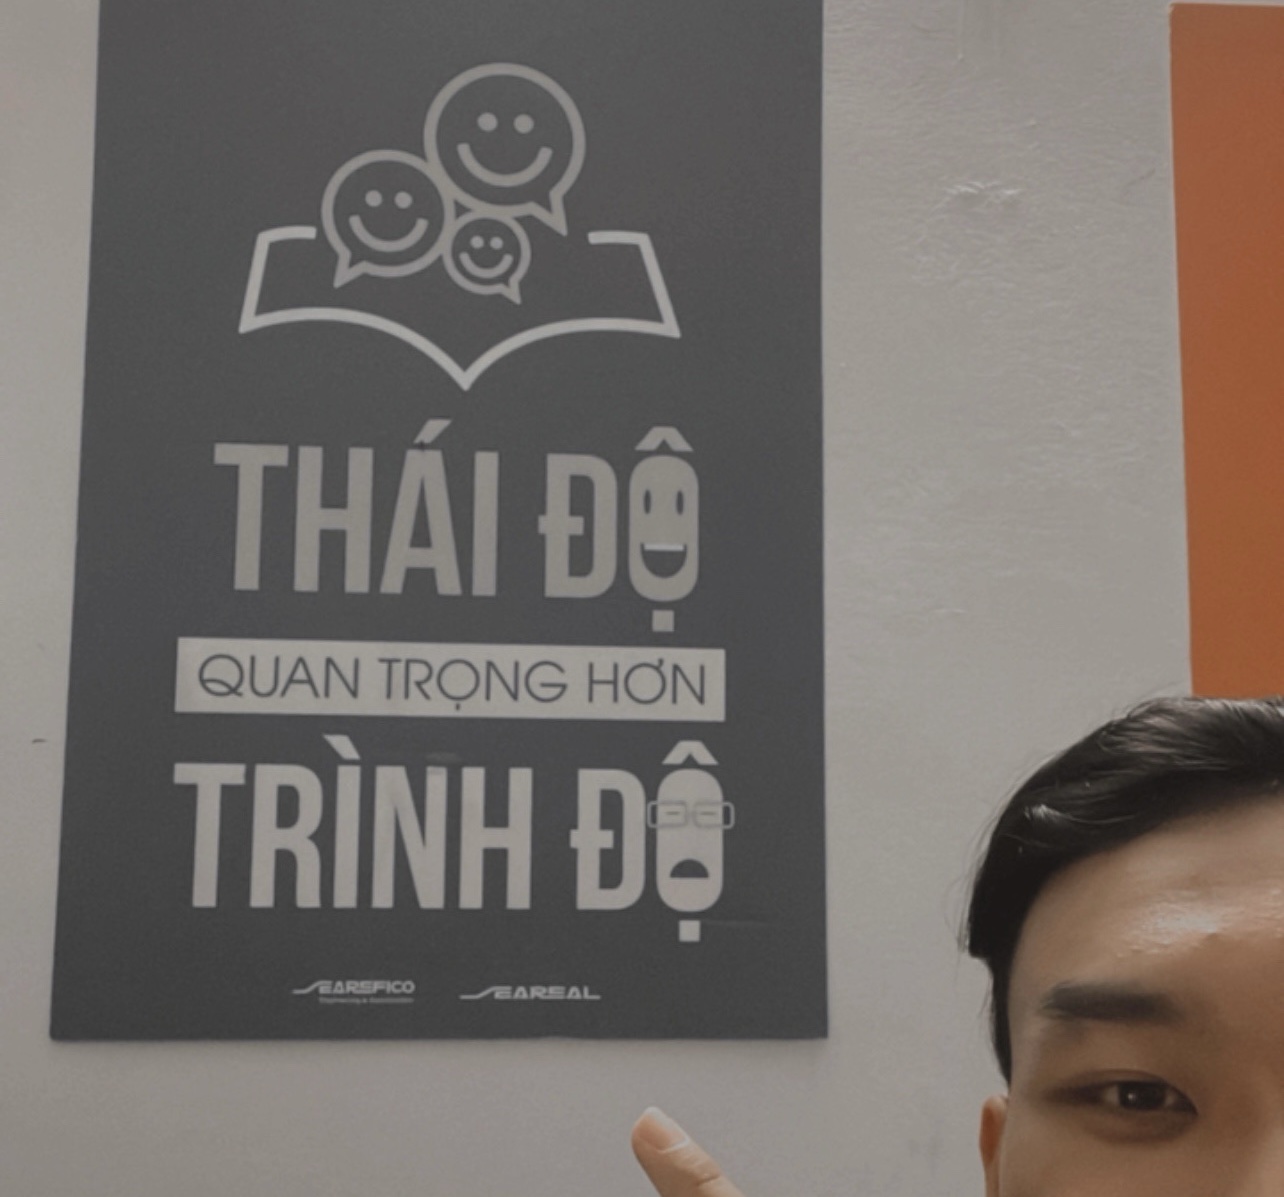 THÁI ĐỘ
QUAN TRỌNG HƠN
TRÌNH ĐỘ
SEAREFICO
SEAREAL